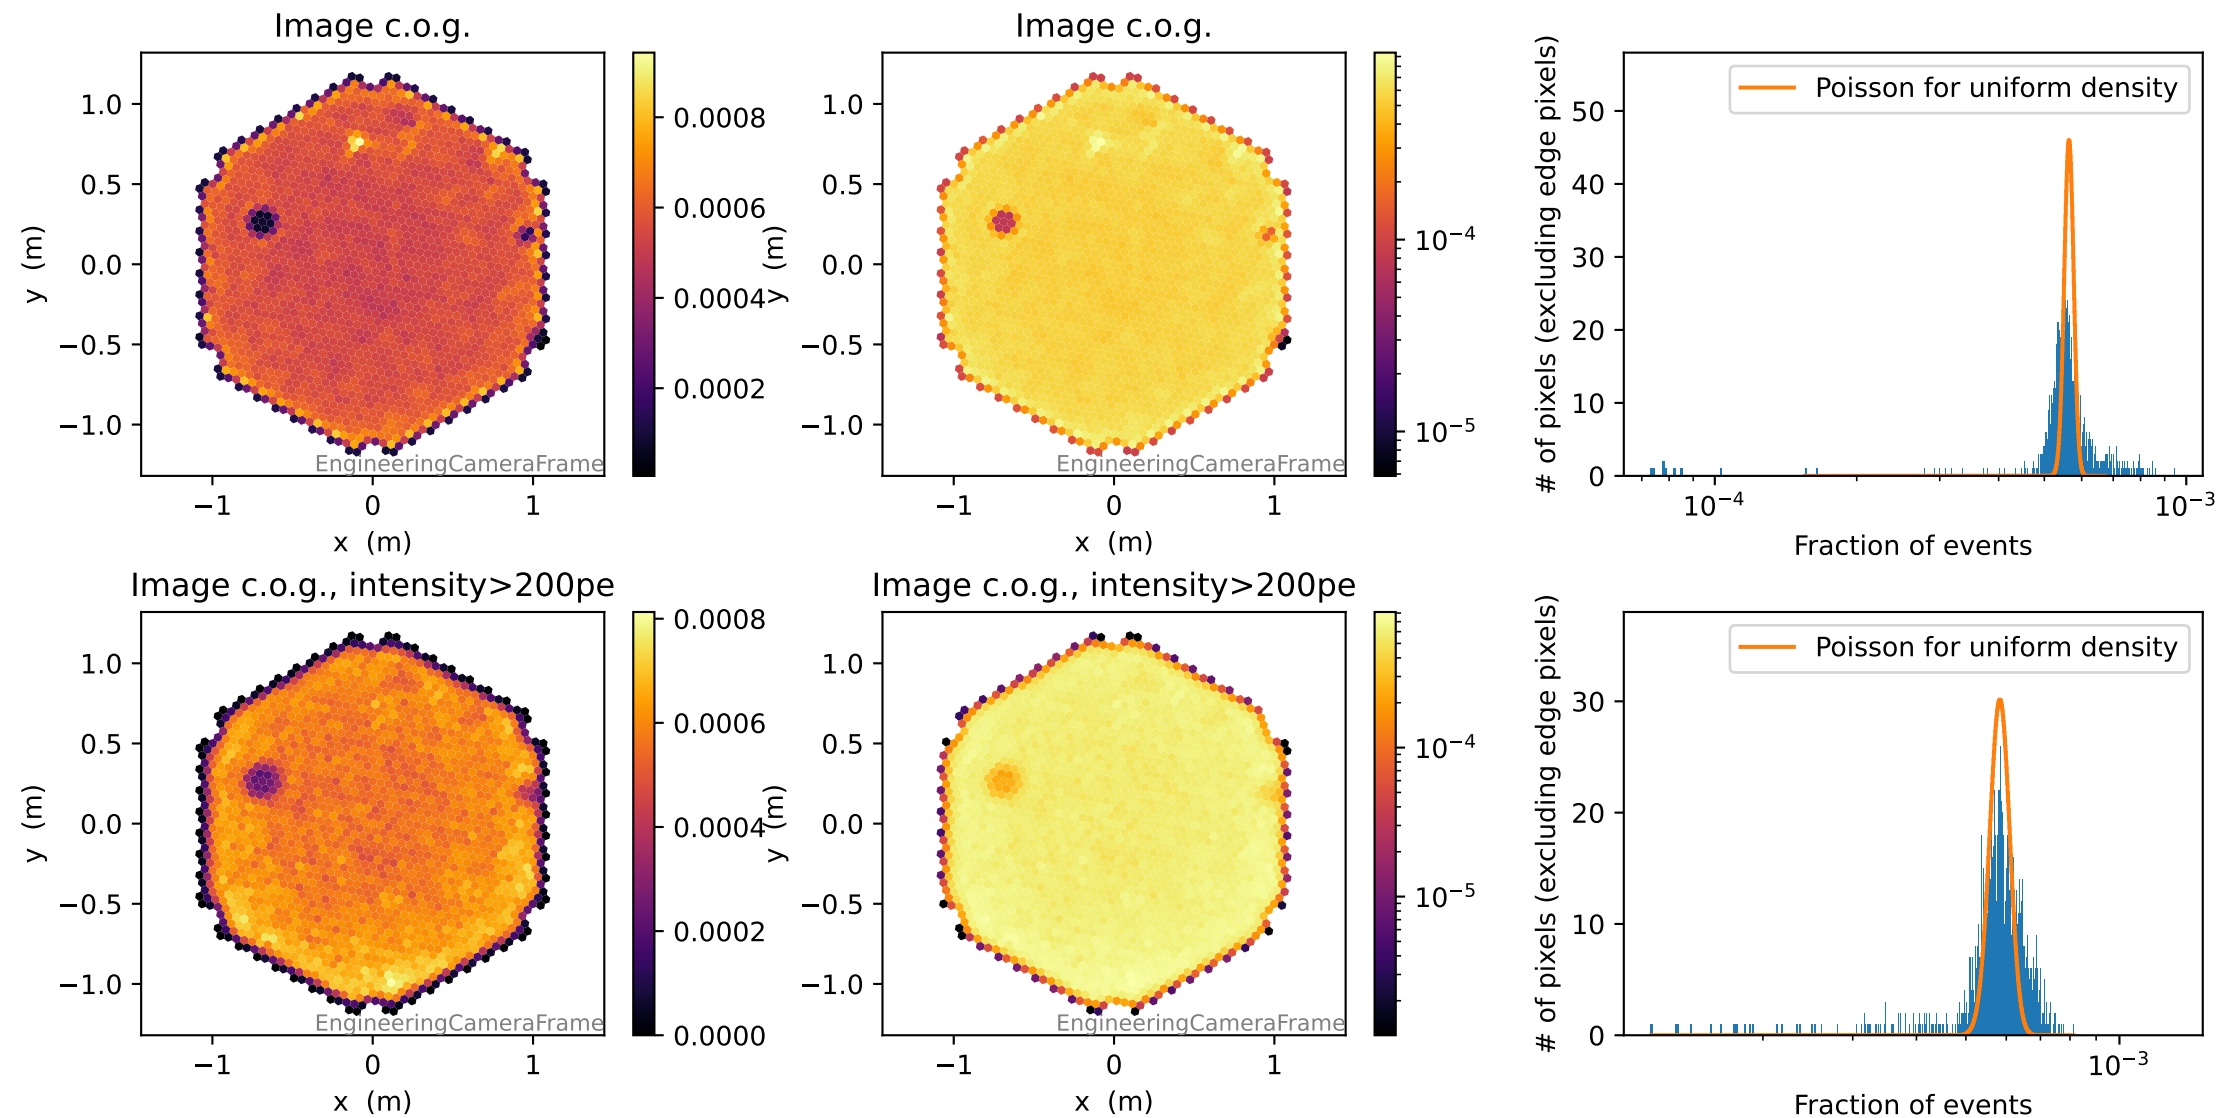 Image c.o.g.
1.0
0.5
0.0
−0.5
−1.0
y (m)
−1
0
1
x (m)
EngineeringCameraFrame
0.0008
0.0006
0.0004
0.0002
Image c.o.g.
1.0
0.5
0.0
−0.5
−1.0
y (m)
−1
0
1
x (m)
EngineeringCameraFrame
10⁻⁴
10⁻⁵
Poisson for uniform density
# of pixels (excluding edge pixels)
50
40
30
20
10
0
10⁻⁴
10⁻³
Fraction of events
Image c.o.g., intensity>200pe
1.0
0.5
0.0
−0.5
−1.0
y (m)
−1
0
1
x (m)
EngineeringCameraFrame
0.0008
0.0006
0.0004
0.0002
0.0000
Image c.o.g., intensity>200pe
1.0
0.5
0.0
−0.5
−1.0
y (m)
−1
0
1
x (m)
EngineeringCameraFrame
10⁻⁴
10⁻⁵
Poisson for uniform density
# of pixels (excluding edge pixels)
30
20
10
0
10⁻³
Fraction of events